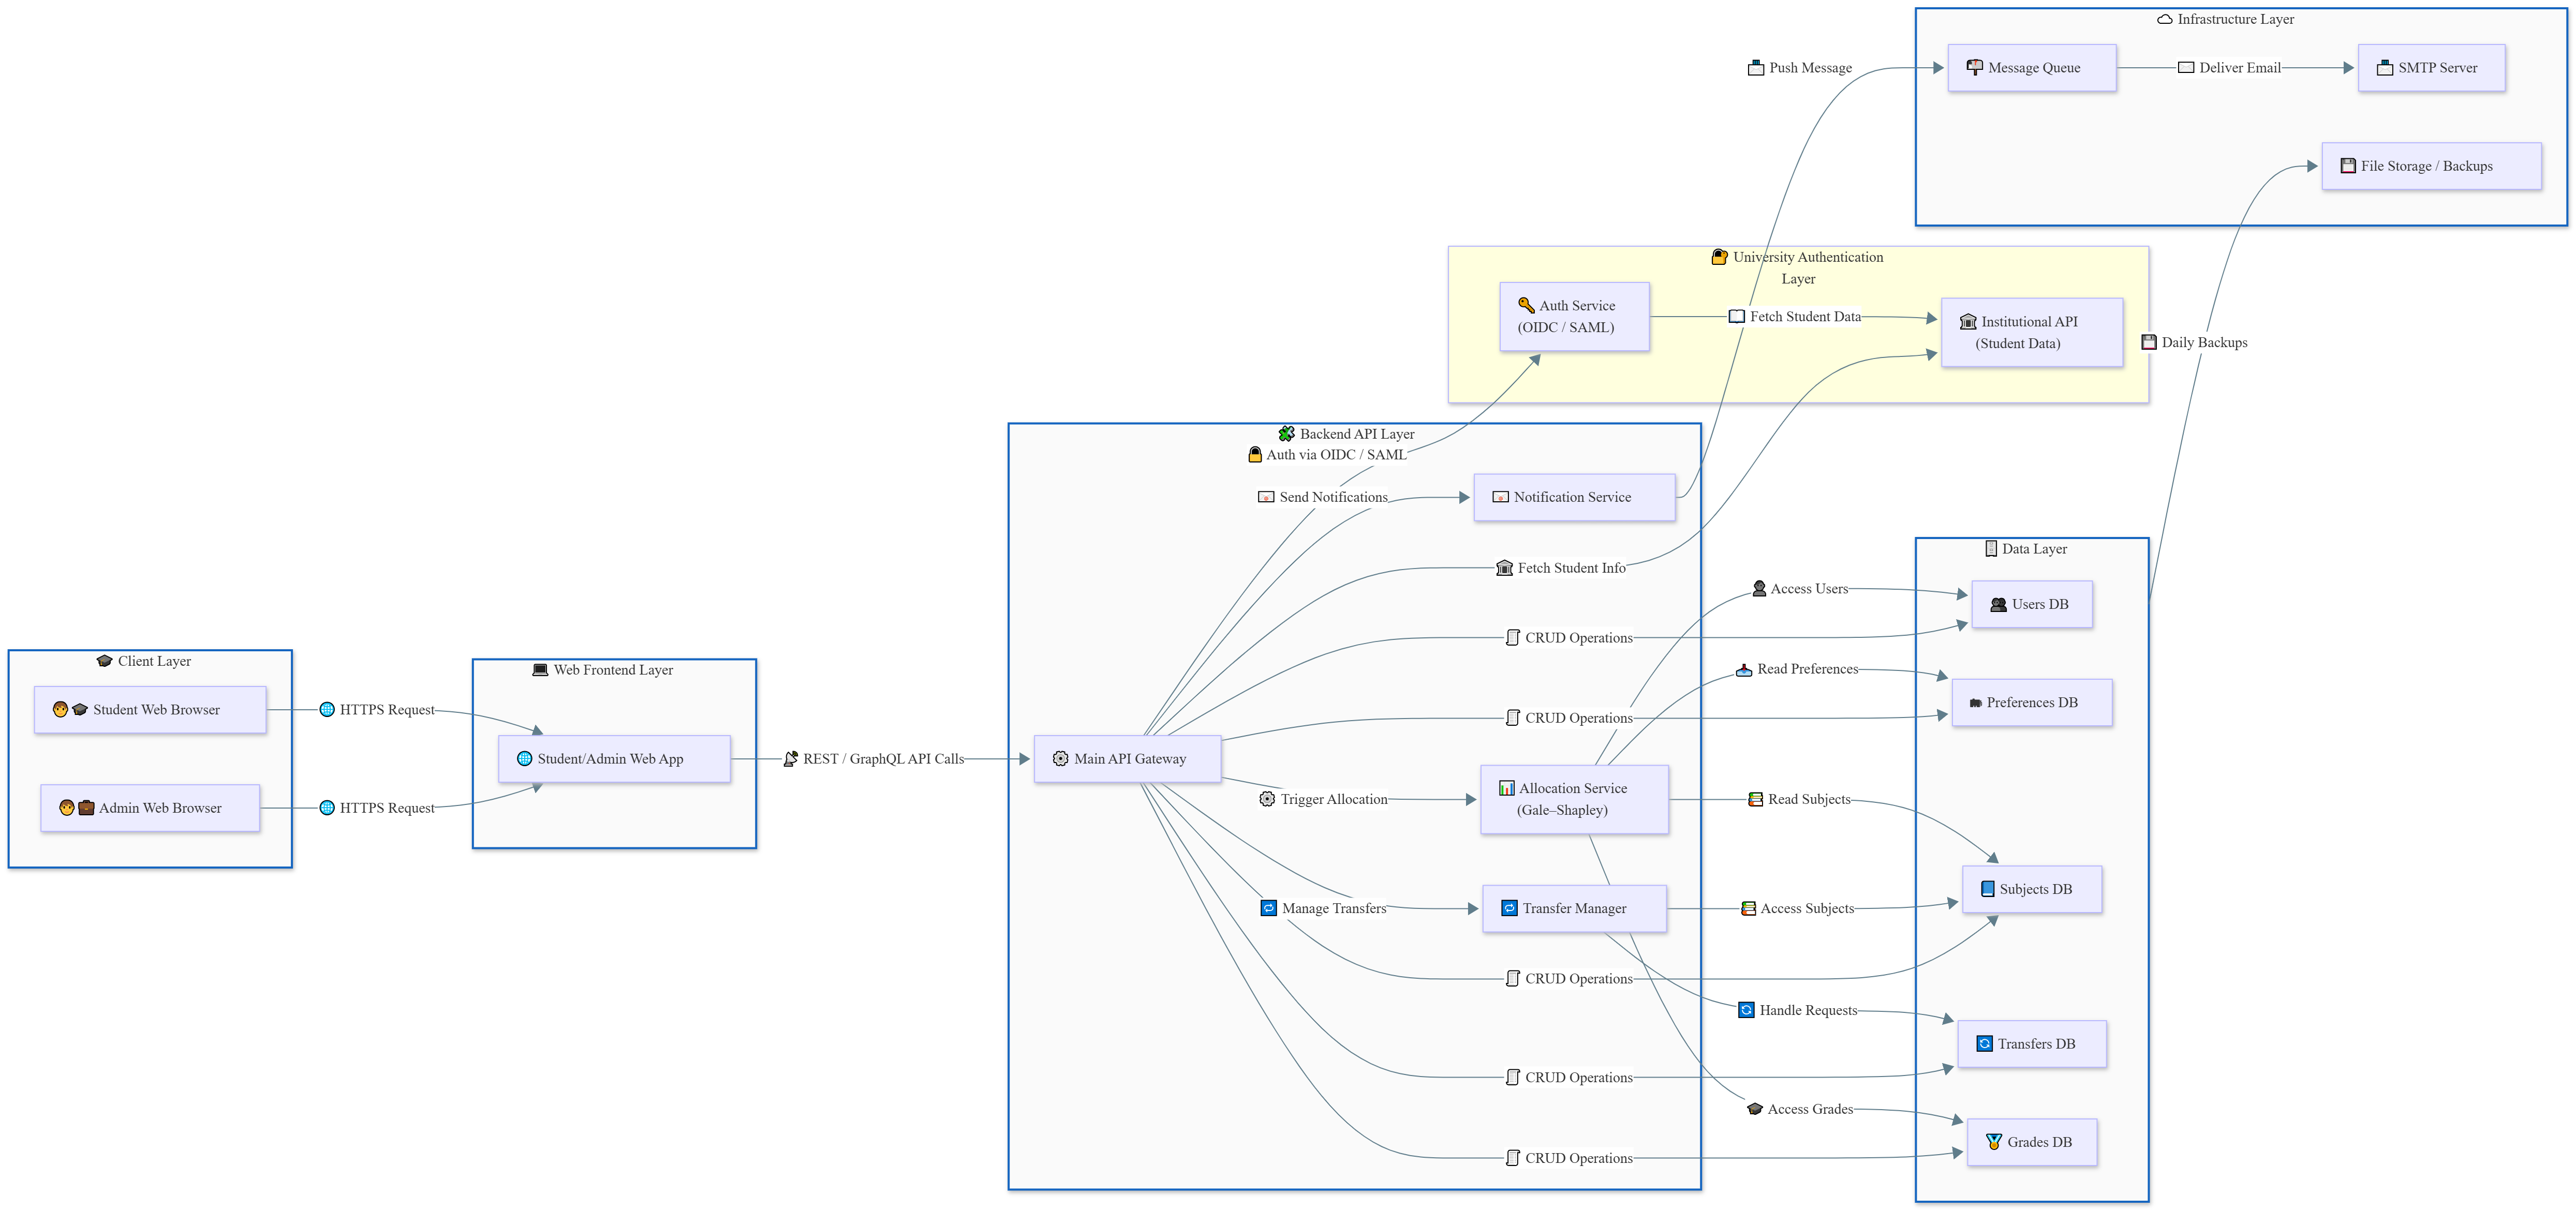 Client Layer
Student Web Browser
Admin Web Browser
HTTPS Request
HTTPS Request
Web Frontend Layer
Student/Admin Web App
REST / GraphQL API Calls
Backend API Layer
Auth via OIDC / SAML
Send Notifications
Notification Service
Fetch Student Info
CRUD Operations
CRUD Operations
Main API Gateway
Trigger Allocation
Allocation Service
(Gale–Shapley)
Manage Transfers
Transfer Manager
CRUD Operations
CRUD Operations
CRUD Operations
University Authentication
Layer
Auth Service
(OIDC / SAML)
Fetch Student Data
Institutional API
(Student Data)
Push Message
Infrastructure Layer
Message Queue
Deliver Email
SMTP Server
File Storage / Backups
Daily Backups
Access Users
Read Preferences
Read Subjects
Access Subjects
Handle Requests
Access Grades
Data Layer
Users DB
Preferences DB
Subjects DB
Transfers DB
Grades DB